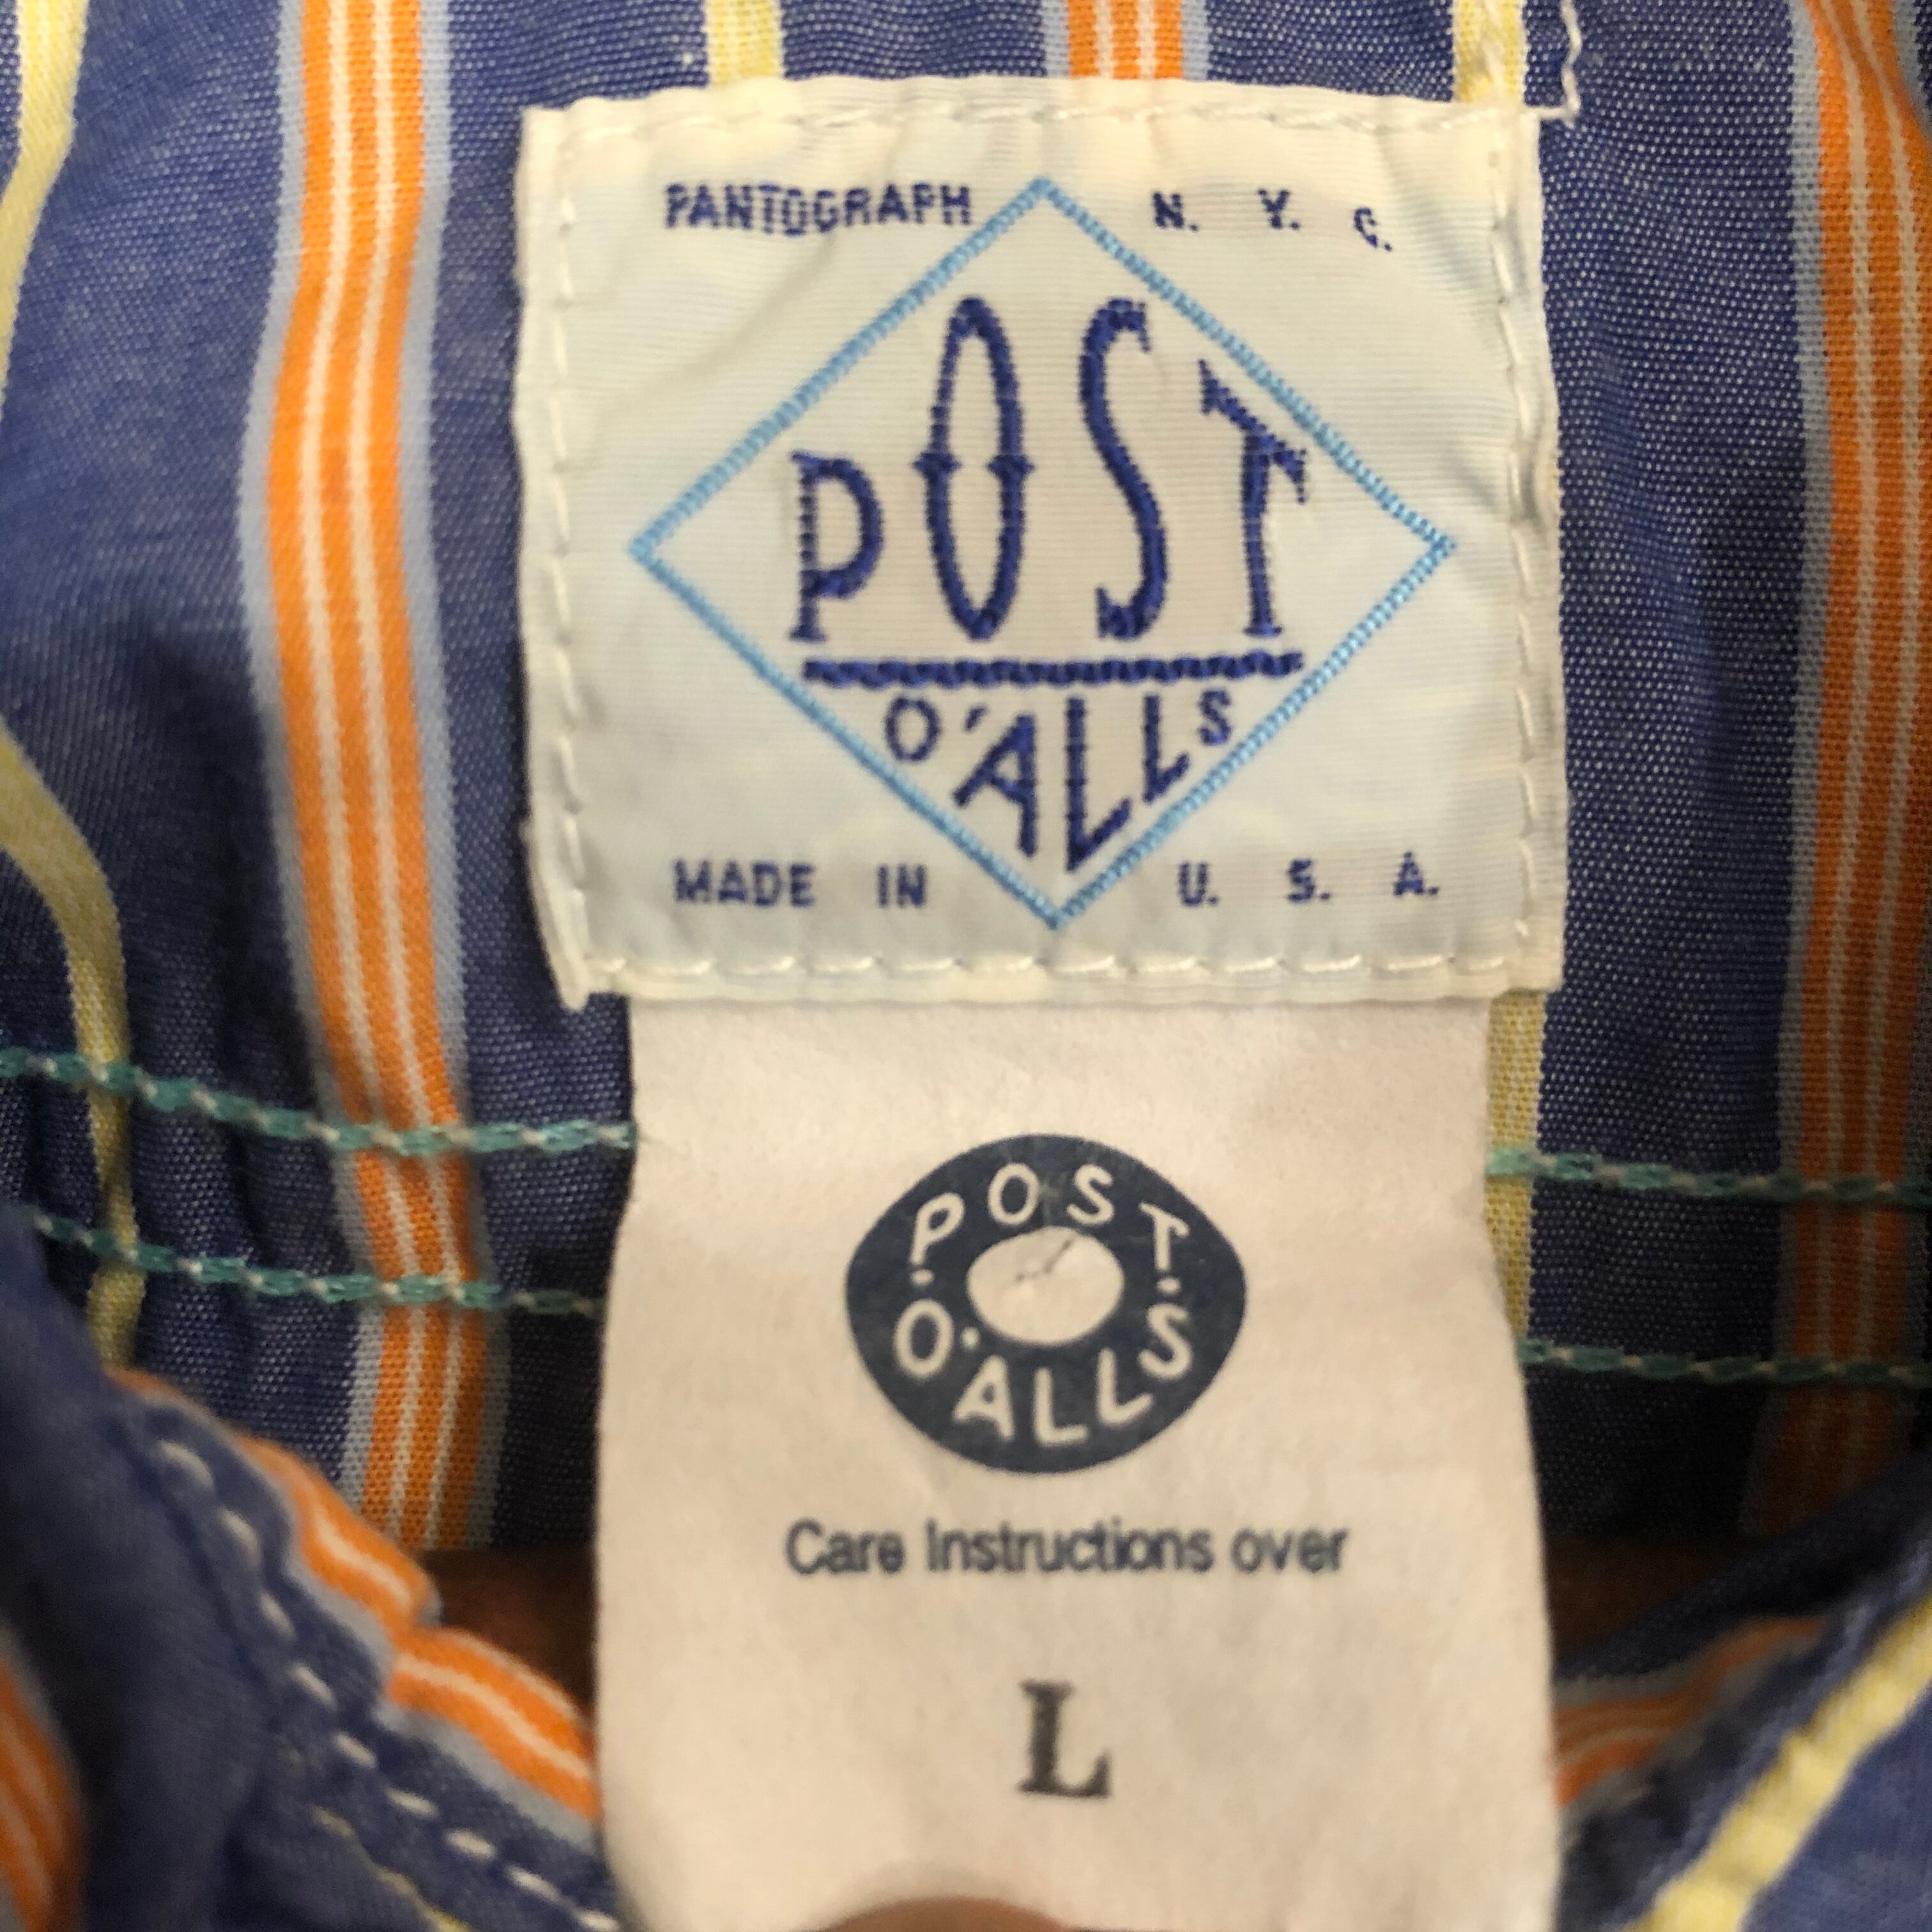 PANTOGRAPH N. Y. C.
POST
O'ALLS
MADE IN U. S. A.
POST
O'ALLS
Care Instructions over
L